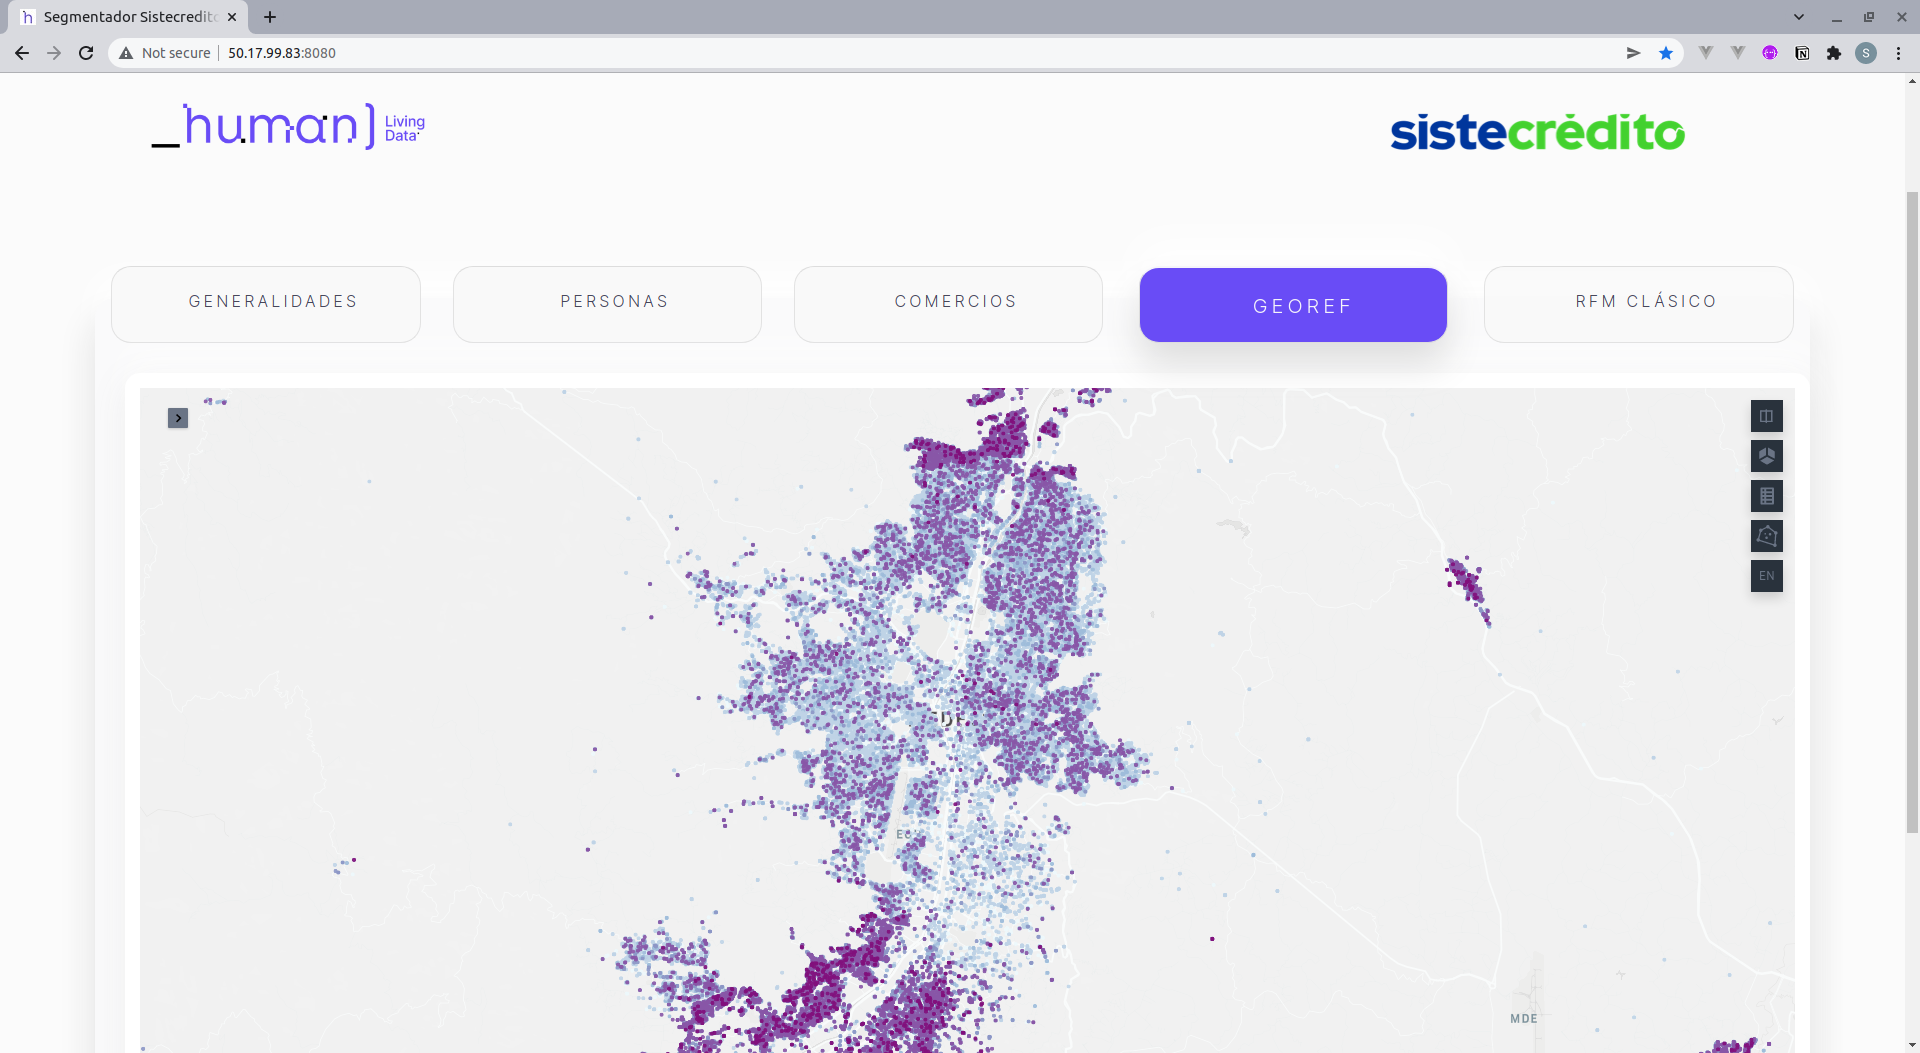 Segmentador Sistecredito
Not secure
50.17.99.83:8080
S
_human]
Living
Data
sistecrédito
GENERALIDADES
PERSONAS
COMERCIOS
GEOREF
RFM CLÁSICO
EN
MDE